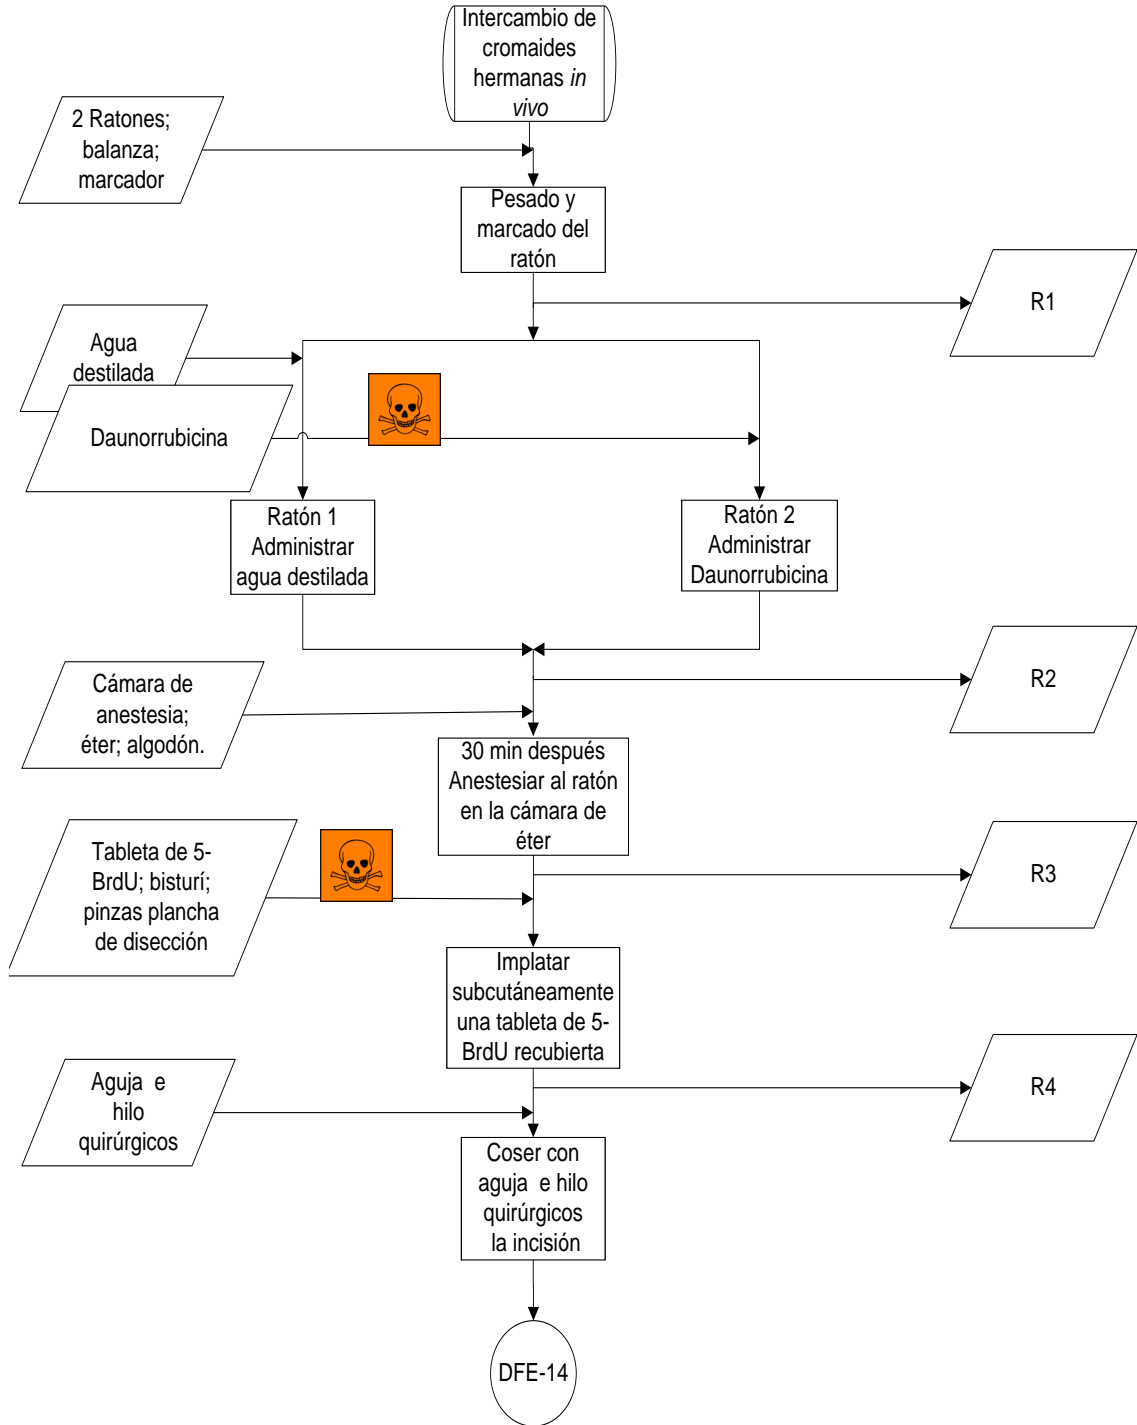 Intercambio de
cromaides
hermanas in
vivo
2 Ratones;
balanza;
marcador
Pesado y
marcado del
ratón
R1
Agua
destilada
Daunorrubicina
Ratón 1
Administrar
agua destilada
Ratón 2
Administrar
Daunorrubicina
R2
Cámara de
anestesia;
éter; algodón.
30 min después
Anestesiar al ratón
en la cámara de
éter
R3
Tableta de 5-
BrdU; bisturí;
pinzas plancha
de disección
Implatar
subcutáneamente
una tableta de 5-
BrdU recubierta
R4
Aguja e
hilo
quirúrgicos
Coser con
aguja e hilo
quirúrgicos
la incisión
DFE-14